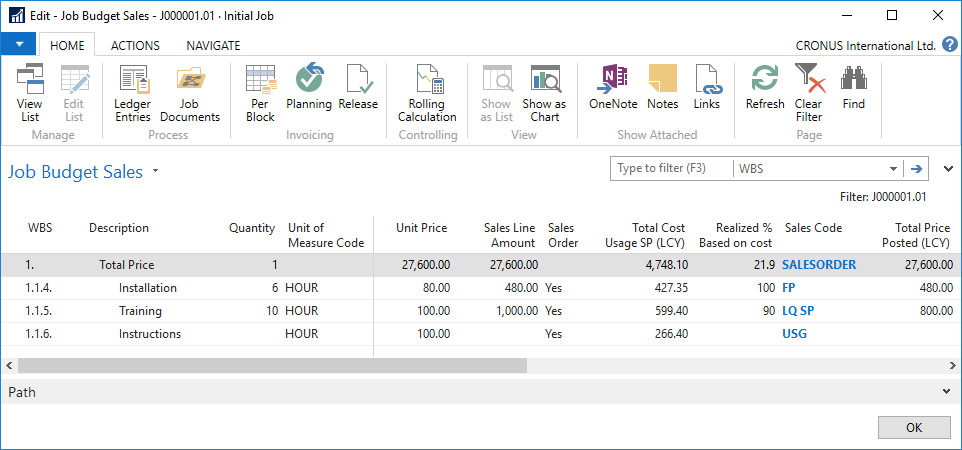 Edit - Job Budget Sales - J000001.01 · Initial Job
HOME ACTIONS NAVIGATE CRONUS International Ltd. ?
View List
Edit List
Ledger Entries
Job Documents
Per Block
Planning
Release
Rolling Calculation
Show as List
Show as Chart
OneNote
Notes
Links
Refresh
Clear Filter
Find
Manage Process Invoicing Controlling View Show Attached Page
Job Budget Sales
Type to filter (F3) WBS
Filter: J000001.01
WBS Description Quantity Unit of Measure Code Unit Price Sales Line Amount Sales Order Total Cost Usage SP (LCY) Realized % Based on cost Sales Code Total Price Posted (LCY)
1. Total Price 1 27,600.00 27,600.00 4,748.10 21.9 SALESORDER 27,600.00
1.1.4. Installation 6 HOUR 80.00 480.00 Yes 427.35 100 FP 480.00
1.1.5. Training 10 HOUR 100.00 1,000.00 Yes 599.40 90 LQ SP 800.00
1.1.6. Instructions HOUR 100.00 Yes 266.40 USG
Path
OK